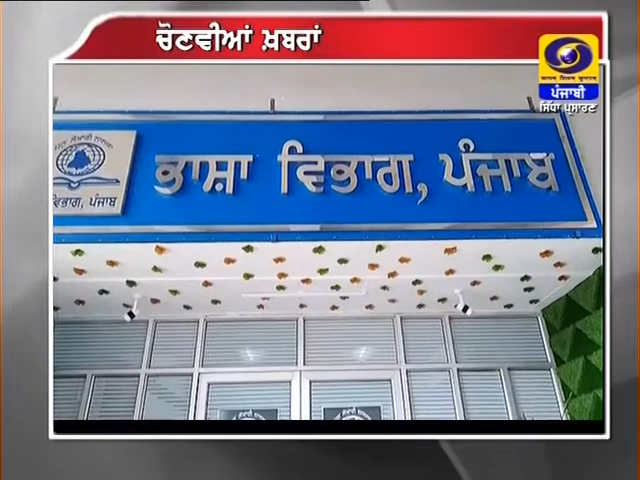 ਚੋਣਵੀਆਂ ਖ਼ਬਰਾਂ
ਪੰਜਾਬੀ
ਸਿੱਧਾ ਪ੍ਰਸਾਰਣ
ਭਾਸ਼ਾ ਵਿਭਾਗ, ਪੰਜਾਬ
ਵਿਭਾਗ, ਪੰਜਾਬ